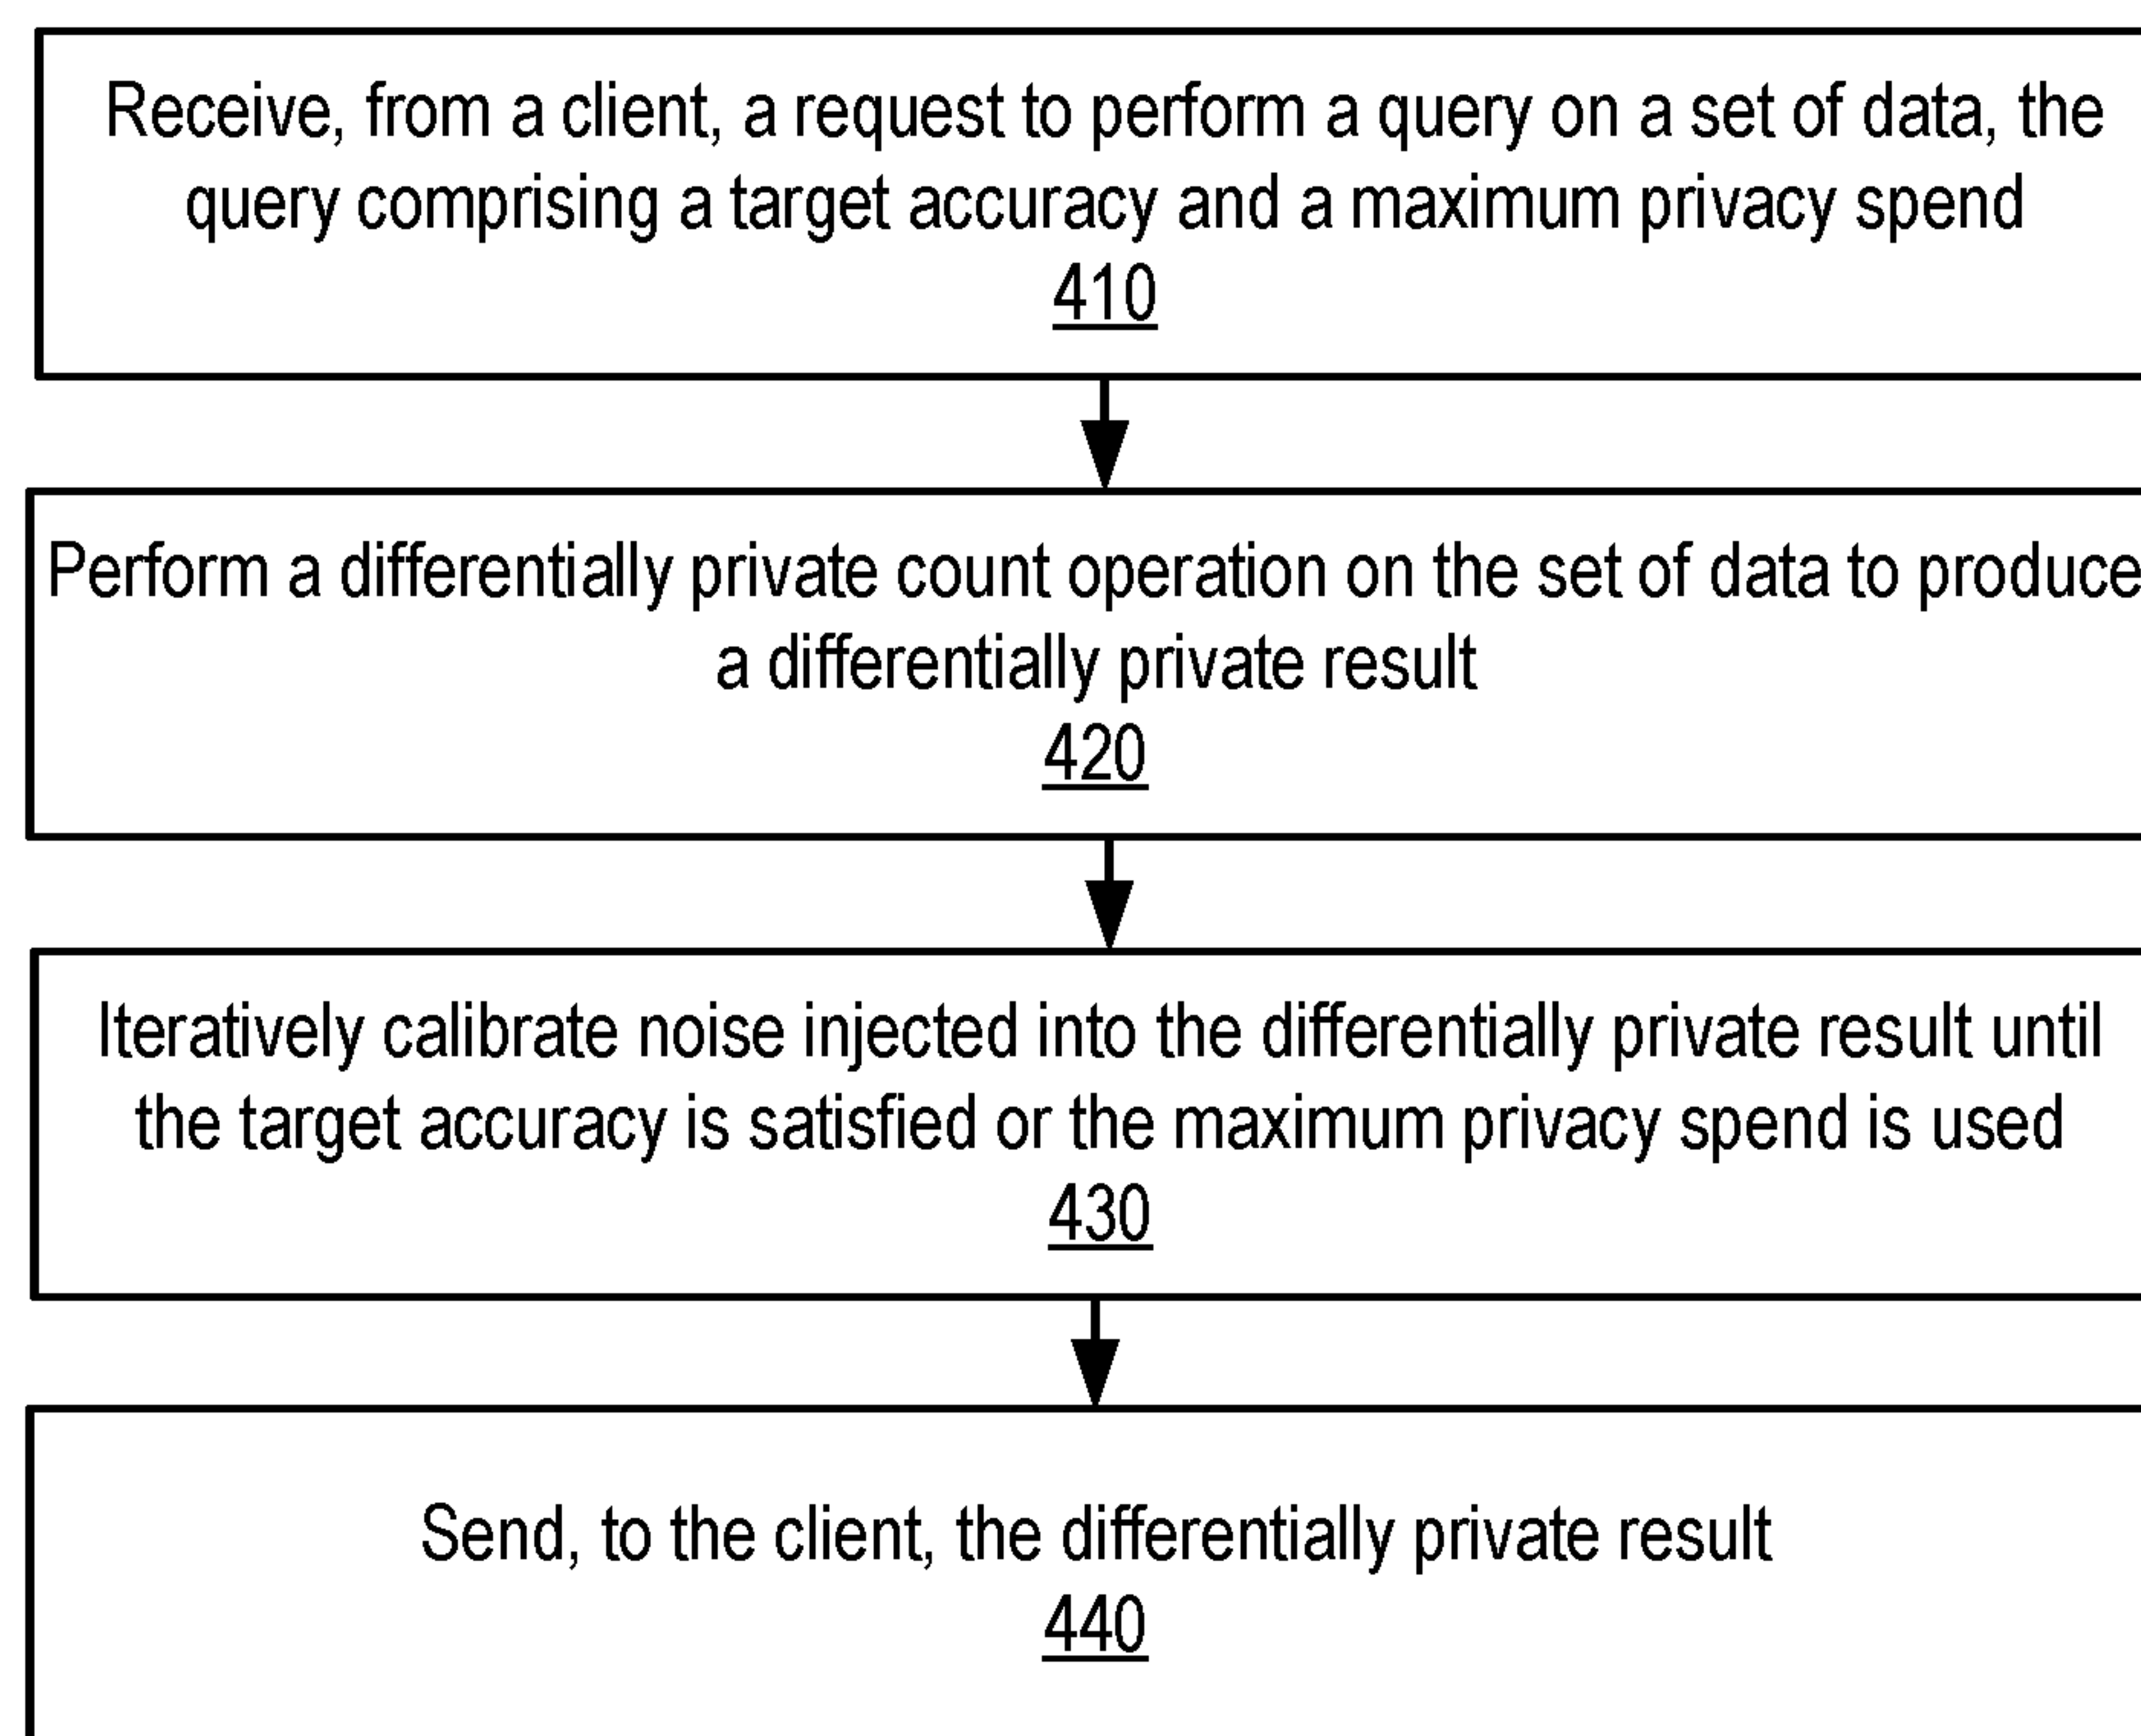 Receive, from a client, a request to perform a query on a set of data, the
query comprising a target accuracy and a maximum privacy spend
410
Perform a differentially private count operation on the set of data to produce
a differentially private result
420
Iteratively calibrate noise injected into the differentially private result until
the target accuracy is satisfied or the maximum privacy spend is used
430
Send, to the client, the differentially private result
440